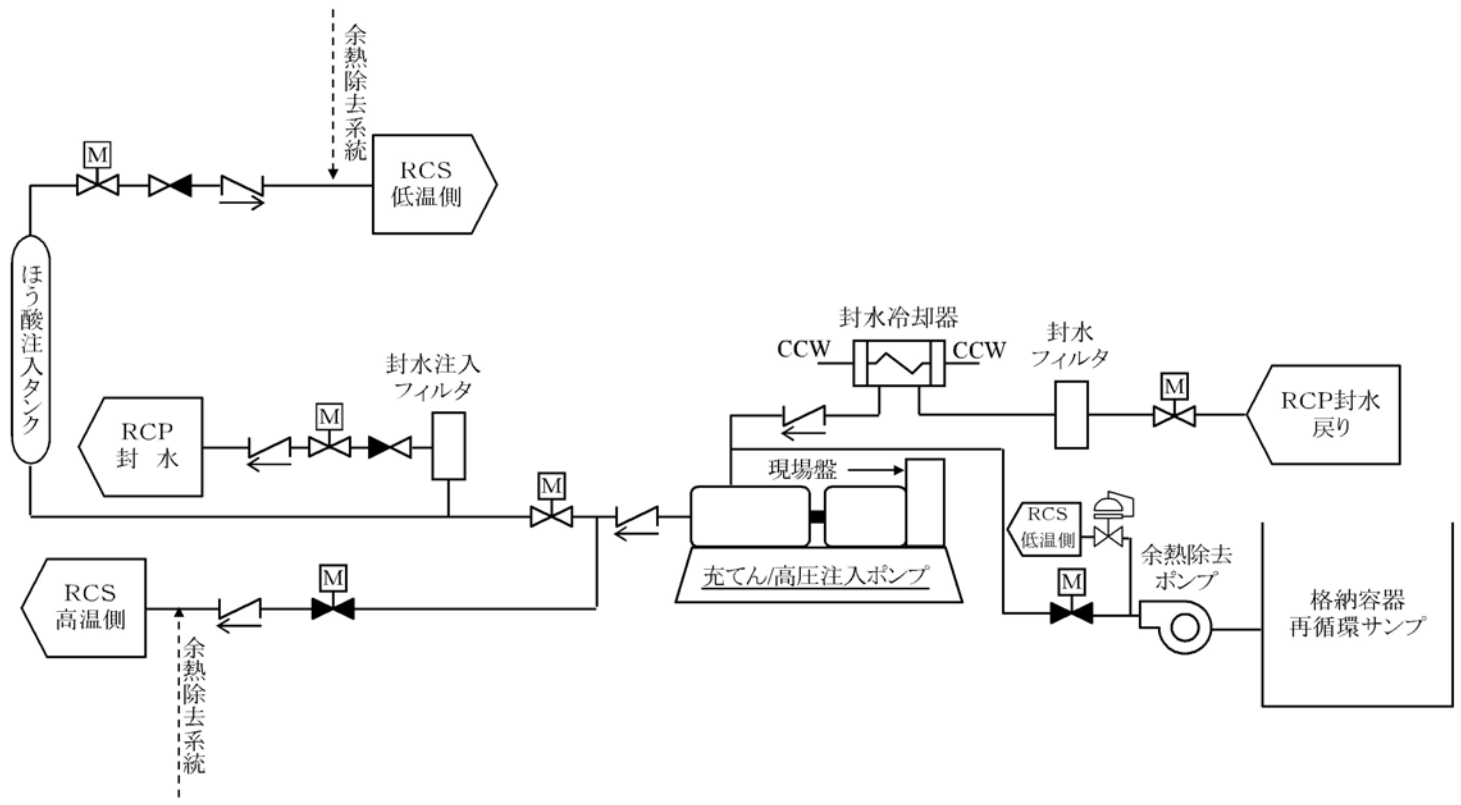 余熱除去系統
M
RCS
低温側
ほう酸注入タンク
封水冷却器
CCW
CCW
封水
フィルタ
M
RCP封水
戻り
封水注入
フィルタ
M
RCP
封 水
M
現場盤
充てん/高圧注入ポンプ
RCS
低温側
余熱除去
ポンプ
M
格納容器
再循環サンプ
RCS
高温側
M
余熱除去系統